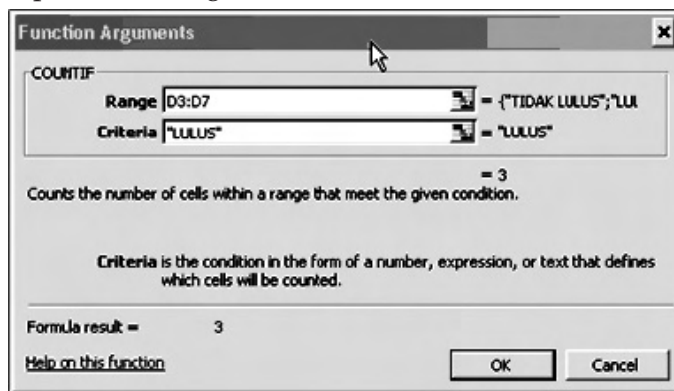 Function Arguments
COUNTIF
Range D3:D7 = {"TIDAK LULUS";"LUL
Criteria "LULUS" = "LULUS"
= 3
Counts the number of cells within a range that meet the given condition.
Criteria is the condition in the form of a number, expression, or text that defines
which cells will be counted.
Formula result = 3
Help on this function OK Cancel